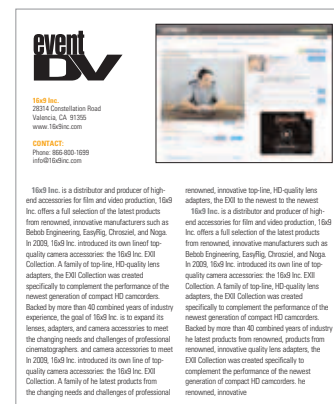 event
DV
16x9 Inc.
28314 Constellation Road
Valencia, CA 91355
www.16x9inc.com
CONTACT:
Phone: 866-800-1699
info@16x9inc.com
16x9 Inc. is a distributor and producer of high-
end accessories for film and video production, 16x9
Inc. offers a full selection of the latest products
from renowned, innovative manufacturers such as
Bebob Engineering, EasyRig, Chrosziel, and Noga.
In 2009, 16x9 Inc. introduced its own lineof top-
quality camera accessories: the 16x9 Inc. EXII
Collection. A family of top-line, HD-quality lens
adapters, the EXII Collection was created
specifically to complement the performance of the
newest generation of compact HD camcorders.
Backed by more than 40 combined years of industry
experience, the goal of 16x9 Inc. is to expand its
lenses, adapters, and camera accessories to meet
the changing needs and challenges of professional
cinematographers. and camera accessories to meet
In 2009, 16x9 Inc. introduced its own line of top-
quality camera accessories: the 16x9 Inc. EXII
Collection. A family of he latest products from
the changing needs and challenges of professional
renowned, innovative top-line, HD-quality lens
adapters, the EXII to the newest to the newest
16x9 Inc. is a distributor and producer of high-
end accessories for film and video production, 16x9
Inc. offers a full selection of the latest products
from renowned, innovative manufacturers such as
Bebob Engineering, EasyRig, Chrosziel, and Noga.
In 2009, 16x9 Inc. introduced its own line of top-
quality camera accessories: the 16x9 Inc. EXII
Collection. A family of top-line, HD-quality lens
adapters, the EXII Collection was created
specifically to complement the performance of the
newest generation of compact HD camcorders.
Backed by more than 40 combined years of industry
he latest products from renowned, products from
renowned, innovative quality lens adapters, the
EXII Collection was created specifically to
complement the performance of the newest
generation of compact HD camcorders. he
renowned, innovative